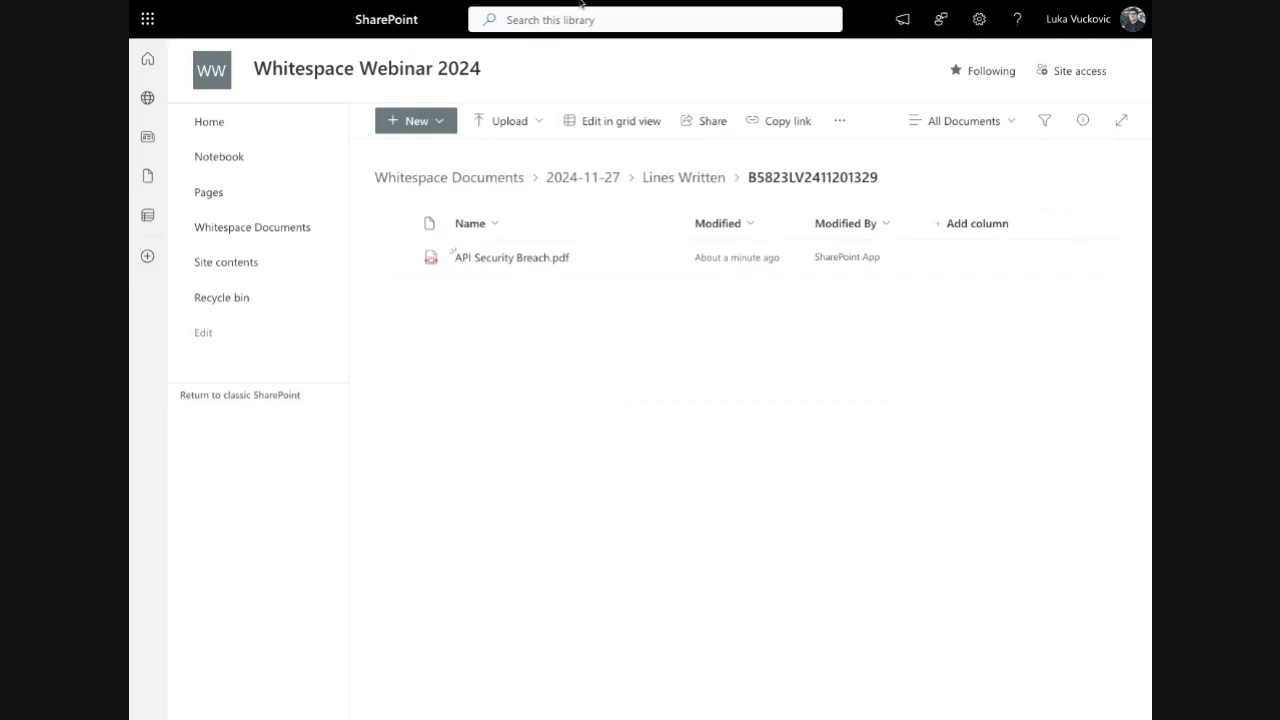 SharePoint
Search this library
?
Luka Vuckovic
WW
Whitespace Webinar 2024
Following
Site access
Home
Notebook
Pages
Whitespace Documents
Site contents
Recycle bin
Edit
Return to classic SharePoint
+ New
Upload
Edit in grid view
Share
Copy link
...
All Documents
Whitespace Documents > 2024-11-27 > Lines Written > B5823LV2411201329
Name
Modified
Modified By
+ Add column
API Security Breach.pdf
About a minute ago
SharePoint App